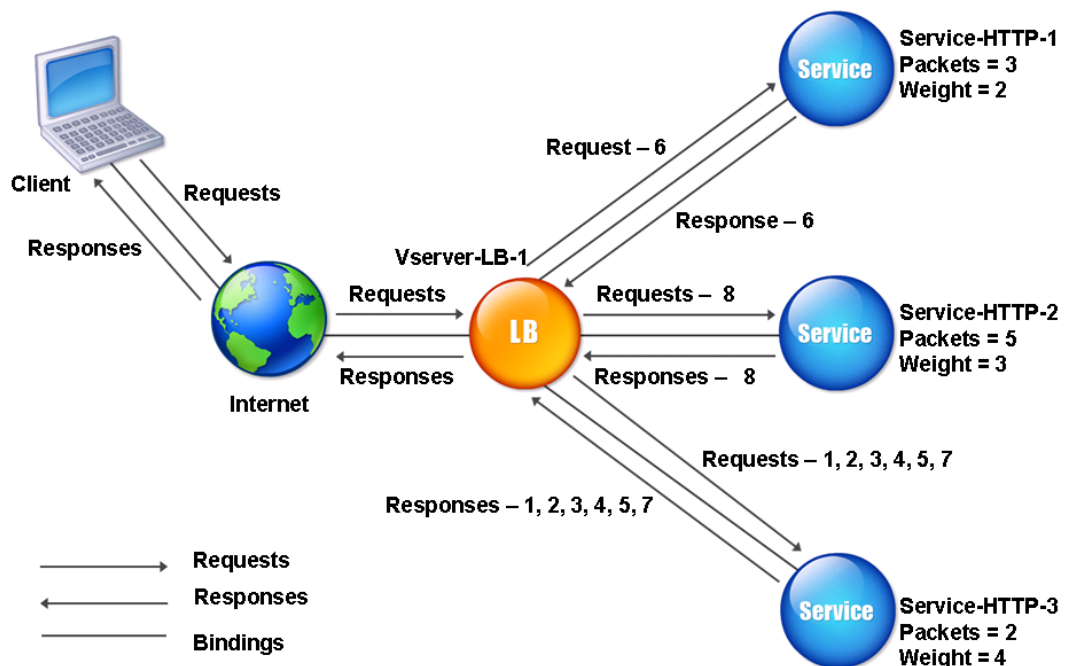 Service-HTTP-1
Packets = 3
Weight = 2
Service
Request – 6
Client
Requests
Response – 6
Responses
Vserver-LB-1
Requests
Requests – 8
LB
Service
Service-HTTP-2
Packets = 5
Weight = 3
Responses
Responses – 8
Internet
Requests – 1, 2, 3, 4, 5, 7
Responses – 1, 2, 3, 4, 5, 7
Requests
Responses
Bindings
Service
Service-HTTP-3
Packets = 2
Weight = 4